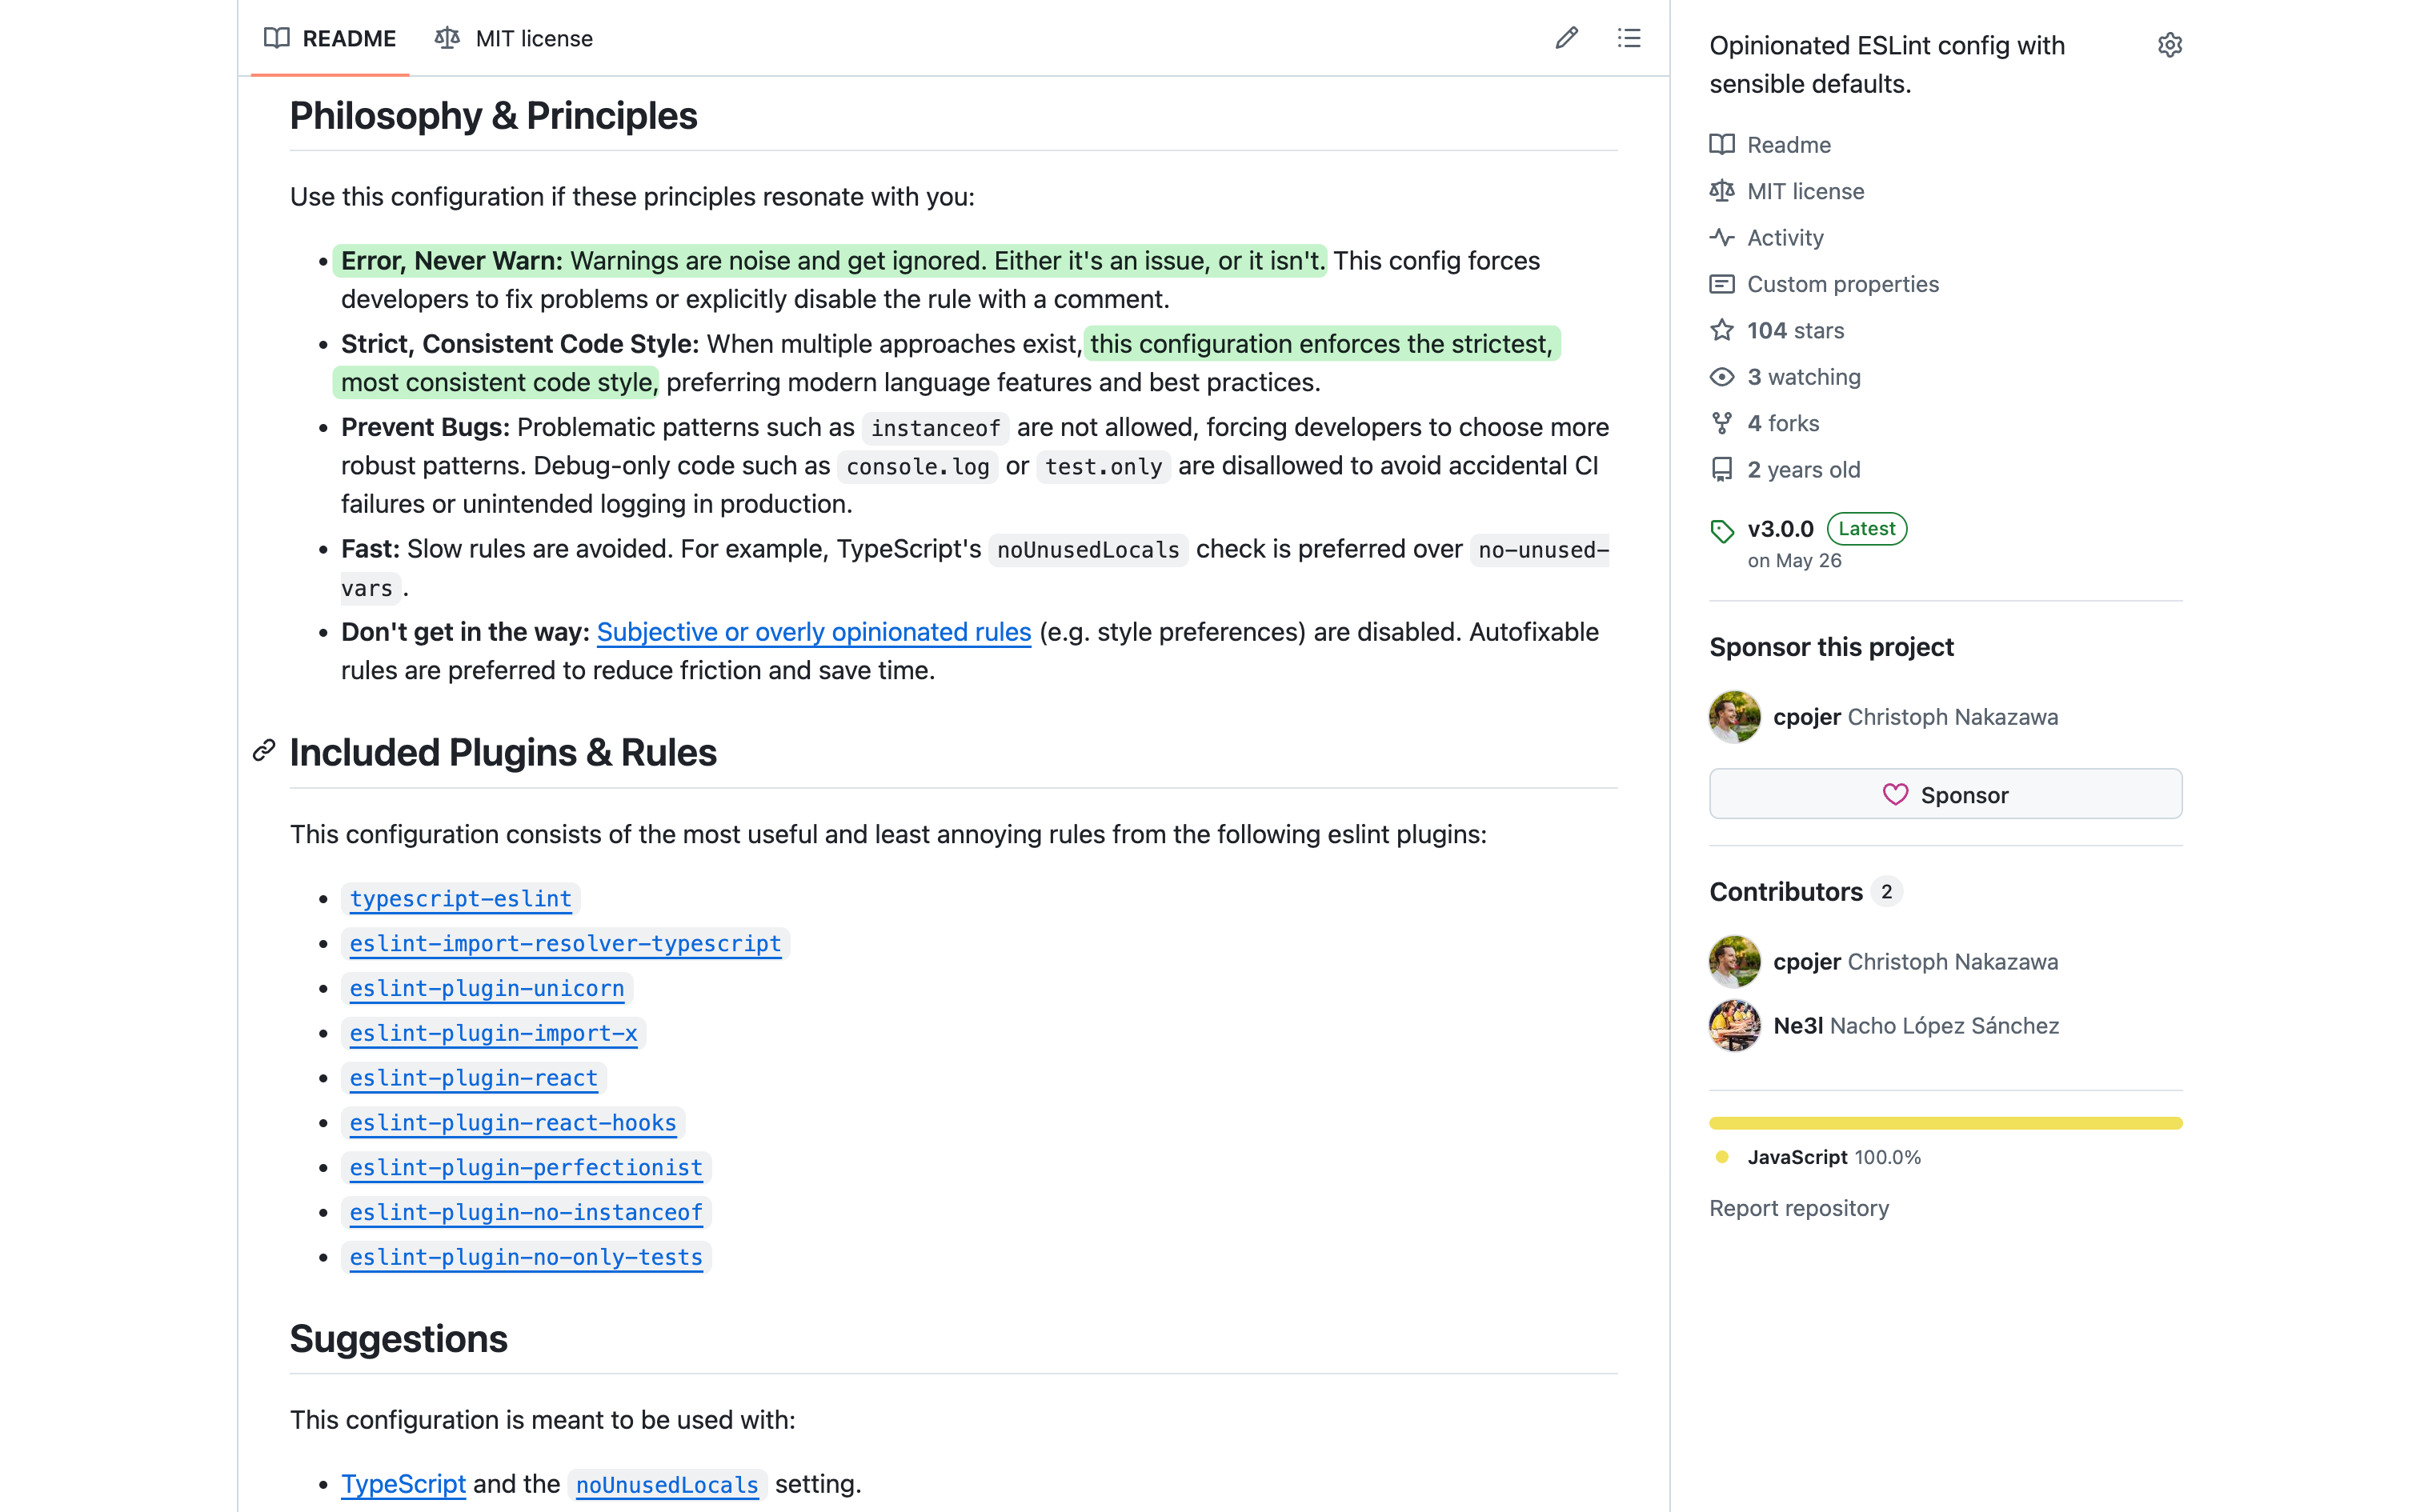 README
MIT license
Philosophy & Principles
Use this configuration if these principles resonate with you:
Error, Never Warn: Warnings are noise and get ignored. Either it's an issue, or it isn't. This config forces
developers to fix problems or explicitly disable the rule with a comment.
Strict, Consistent Code Style: When multiple approaches exist, this configuration enforces the strictest,
most consistent code style, preferring modern language features and best practices.
Prevent Bugs: Problematic patterns such as instanceof are not allowed, forcing developers to choose more
robust patterns. Debug-only code such as console.log or test.only are disallowed to avoid accidental CI
failures or unintended logging in production.
Fast: Slow rules are avoided. For example, TypeScript's noUnusedLocals check is preferred over no-unused-
vars.
Don't get in the way: Subjective or overly opinionated rules (e.g. style preferences) are disabled. Autofixable
rules are preferred to reduce friction and save time.
Included Plugins & Rules
This configuration consists of the most useful and least annoying rules from the following eslint plugins:
typescript-eslint
eslint-import-resolver-typescript
eslint-plugin-unicorn
eslint-plugin-import-x
eslint-plugin-react
eslint-plugin-react-hooks
eslint-plugin-perfectionist
eslint-plugin-no-instanceof
eslint-plugin-no-only-tests
Suggestions
This configuration is meant to be used with:
TypeScript and the noUnusedLocals setting.
Opinionated ESLint config with
sensible defaults.
Readme
MIT license
Activity
Custom properties
104 stars
3 watching
4 forks
2 years old
v3.0.0 Latest
on May 26
Sponsor this project
cpojer Christoph Nakazawa
Sponsor
Contributors 2
cpojer Christoph Nakazawa
Ne3l Nacho López Sánchez
JavaScript 100.0%
Report repository